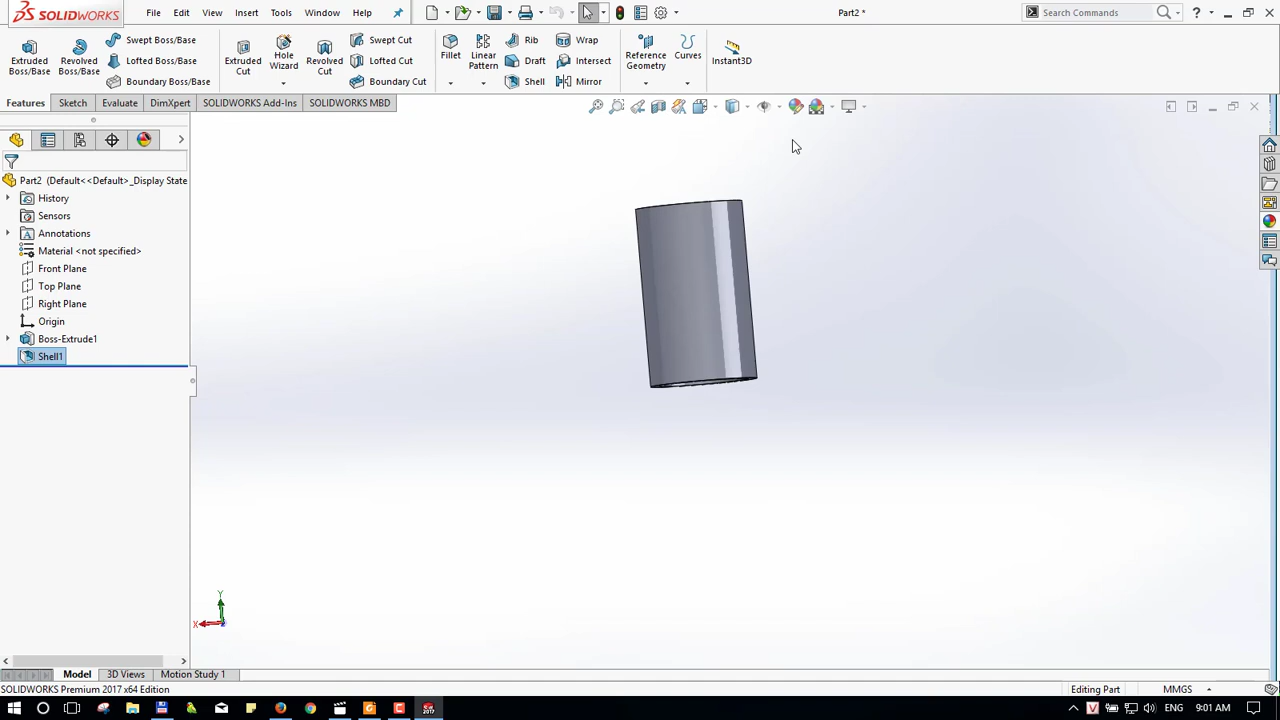 SOLIDWORKS File Edit View Insert Tools Window Help Part2 * Search Commands
Extruded Boss/Base
Revolved Boss/Base
Swept Boss/Base
Lofted Boss/Base
Boundary Boss/Base
Extruded Cut
Hole Wizard
Revolved Cut
Swept Cut
Lofted Cut
Boundary Cut
Fillet
Linear Pattern
Rib
Draft
Shell
Wrap
Intersect
Mirror
Reference Geometry
Curves
Instant3D
Features Sketch Evaluate DimXpert SOLIDWORKS Add-Ins SOLIDWORKS MBD
Part2 (Default<<Default>_Display State
History
Sensors
Annotations
Material <not specified>
Front Plane
Top Plane
Right Plane
Origin
Boss-Extrude1
Shell1
Y
X
Model 3D Views Motion Study 1
SOLIDWORKS Premium 2017 x64 Edition Editing Part MMGS
ENG 9:01 AM